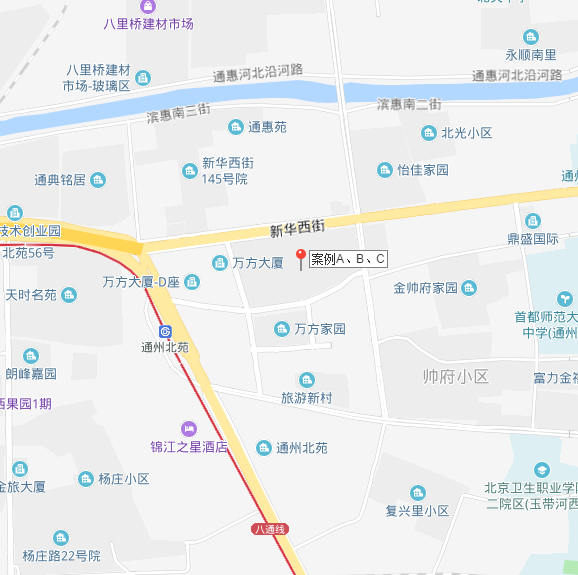 八里桥建材市场
永顺南里
八里桥建材
市场-玻璃区
通惠河北沿河路
通惠河北沿河路
滨惠南三街
滨惠南二街
通惠苑
北光小区
新华西街
145号院
怡佳家园
通典铭居
新华西街
鼎盛国际
技术创业园
北苑56号
万方大厦
案例A、B、C
万方大厦-D座
天时名苑
金帅府家园
首都师范大
中学(通州
万方家园
通州北苑
朗峰嘉园
帅府小区
富力金禧
旅游新村
西果园1期
锦江之星酒店
通州北苑
金旅大厦
杨庄小区
北京卫生职业学院
二院区(玉带河西
复兴里小区
八通线
杨庄路22号院